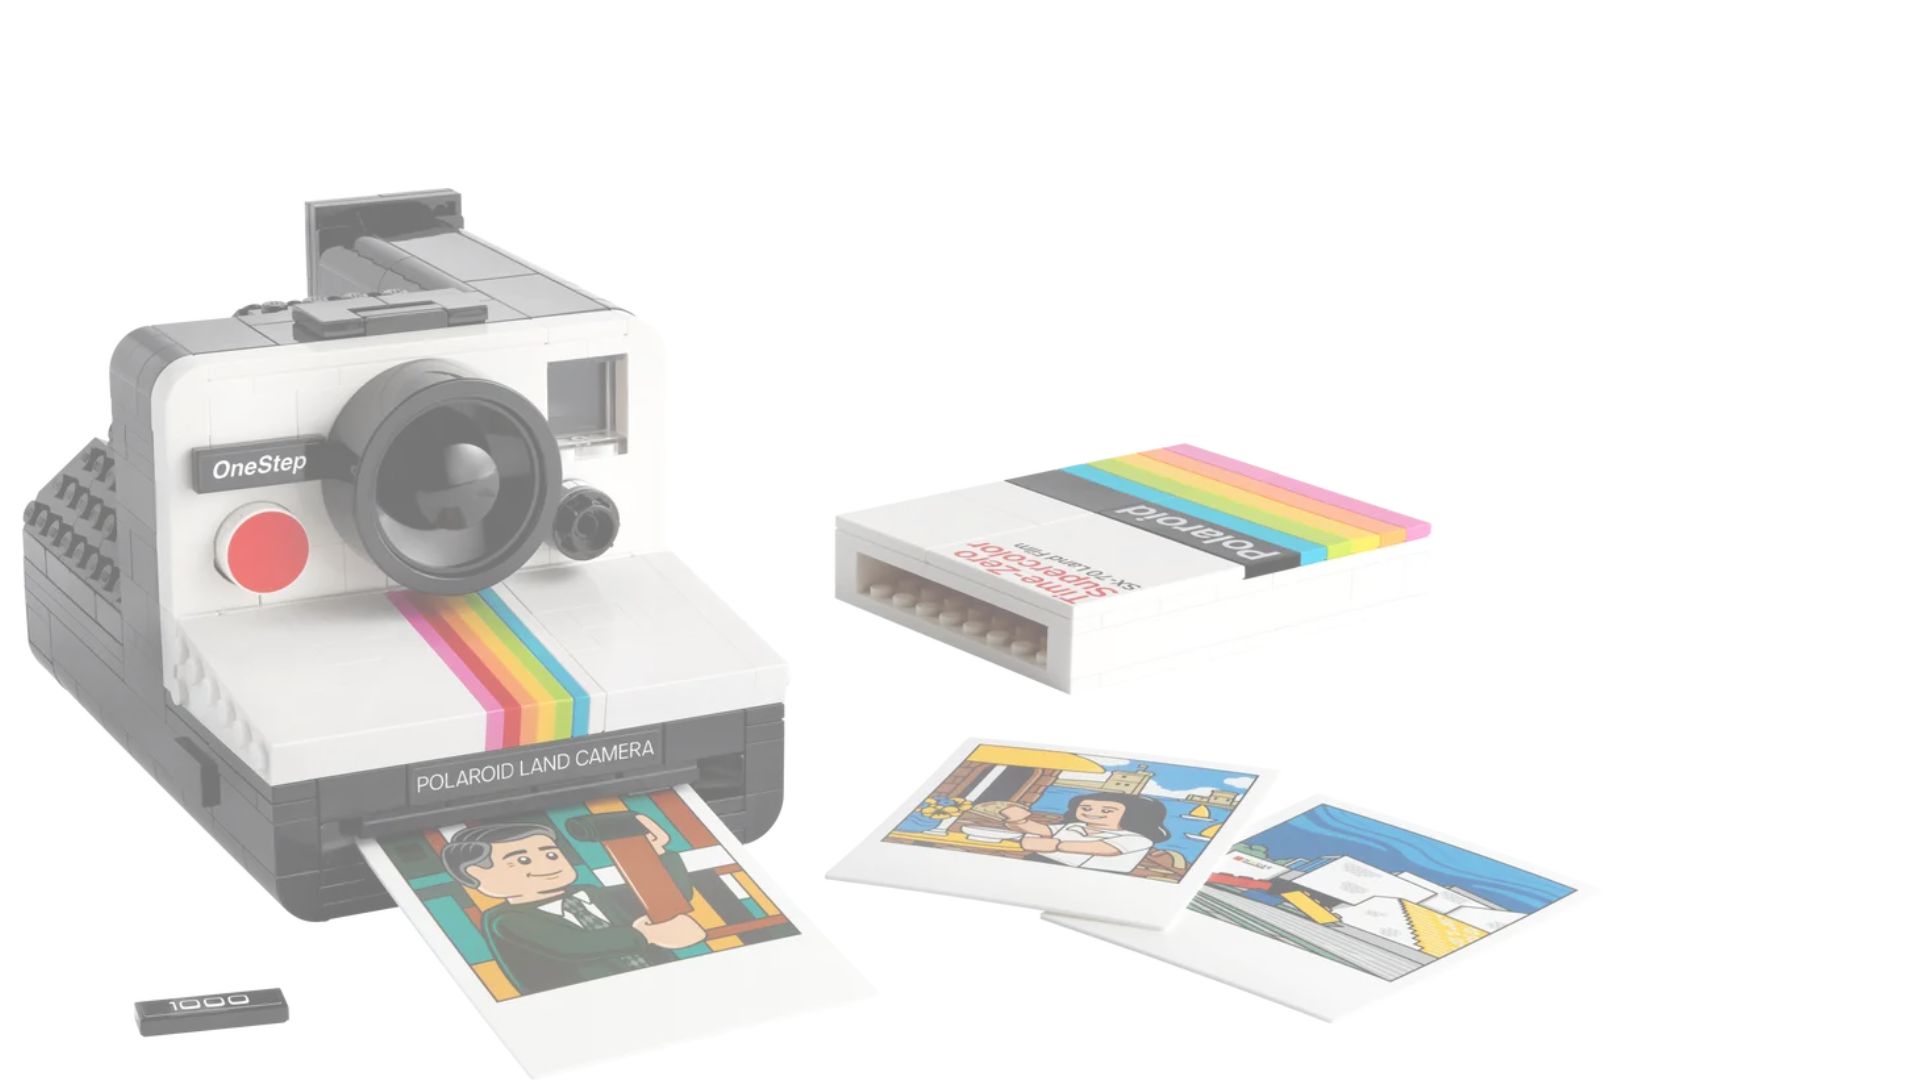 OneStep
POLAROID LAND CAMERA
1000
Polaroid
Time-Zero
Supercolor
SX-70 Land Film